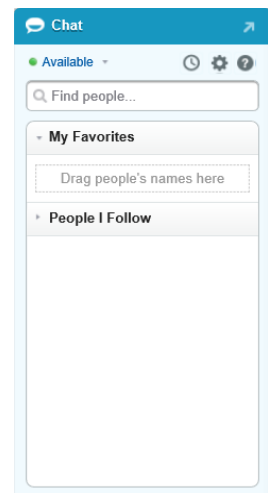 Chat
Available
Find people...
My Favorites
Drag people's names here
People I Follow